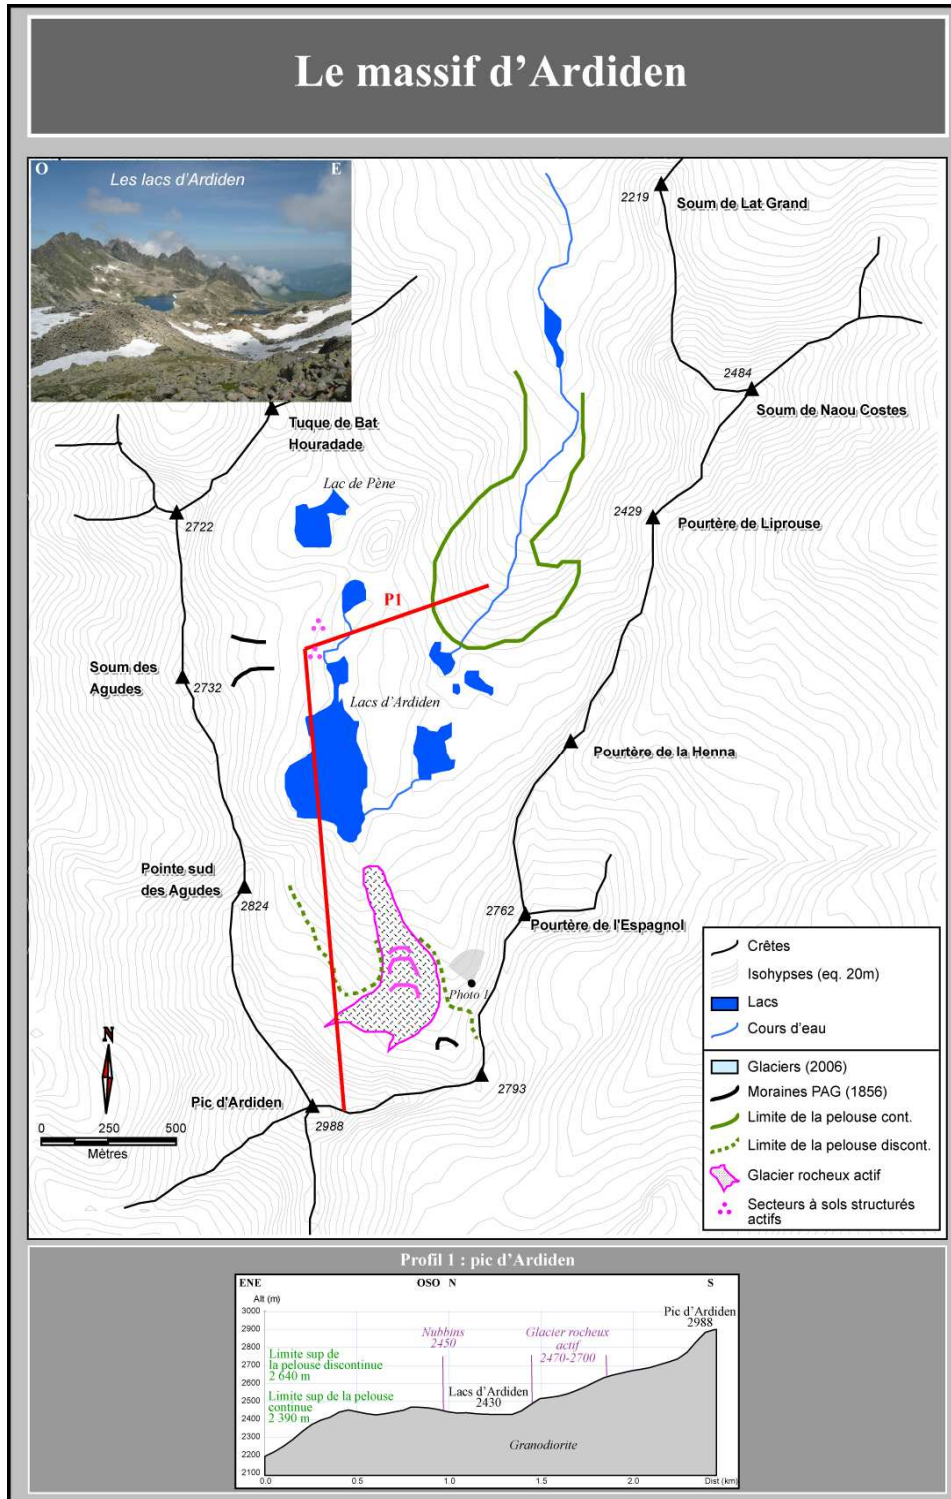 Le massif d'Ardiden
O
E
Les lacs d'Ardiden
2219
Soum de Lat Grand
2484
Soum de Naou Costes
Tuque de Bat
Houradade
Lac de Pène
2722
2429
Pourtère de Liprouse
P1
Soum des
Agudes
2732
Lacs d'Ardiden
Pourtère de la Henna
Pointe sud
des Agudes
2824
2762
Pourtère de l'Espagnol
Photo 1
N
Pic d'Ardiden
2988
2793
0 250 500
Mètres
Crêtes
Isohypses (eq. 20m)
Lacs
Cours d'eau
Glaciers (2006)
Moraines PAG (1856)
Limite de la pelouse cont.
Limite de la pelouse discont.
Glacier rocheux actif
Secteurs à sols structurés
actifs
Profil 1 : pic d'Ardiden
ENE
OSO N
S
Alt (m)
3000
2900
2800
2700
2600
2500
2400
2300
2200
2100
Pic d'Ardiden
2988
Nubbins
2450
Glacier rocheux
actif
2470-2700
Limite sup de
la pelouse discontinue
2 640 m
Limite sup de la pelouse
continue
2 390 m
Lacs d'Ardiden
2430
Granodiorite
0.0 0.5 1.0 1.5 2.0 Dist (km)